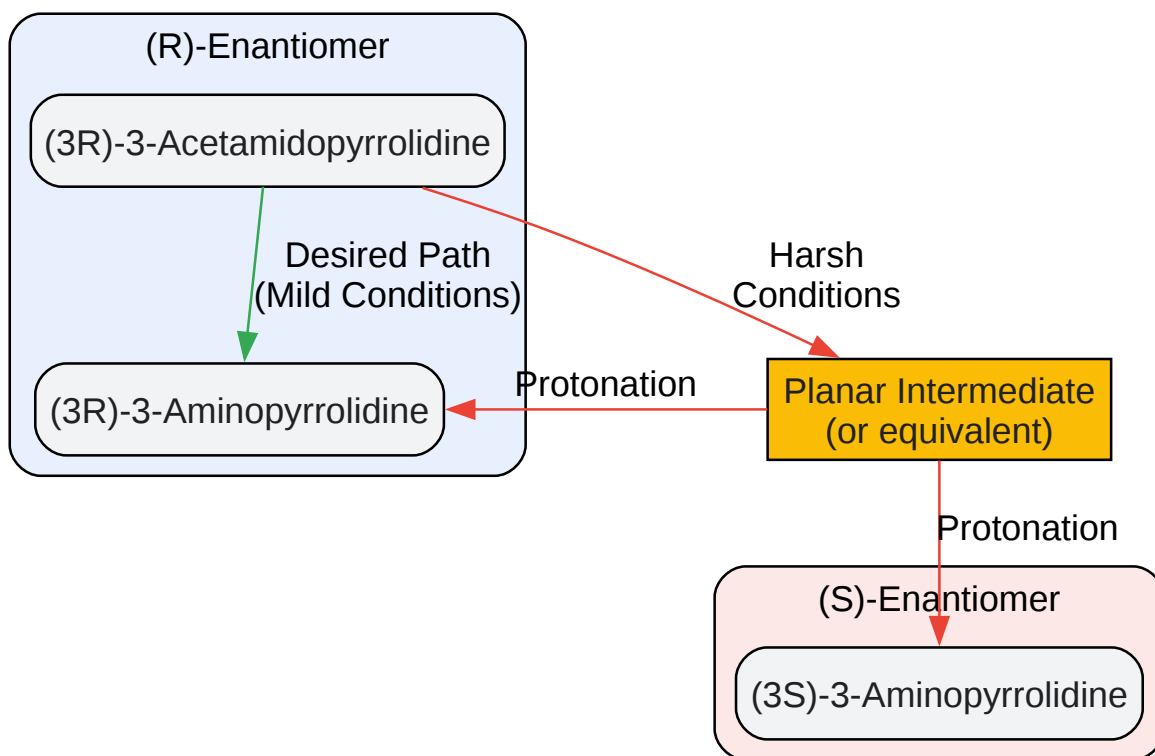 (R)-Enantiomer
(3R)-3-Acetamidopyrrolidine
Desired Path
(Mild Conditions)
Harsh
Conditions
(3R)-3-Aminopyrrolidine
Protonation
Planar Intermediate
(or equivalent)
Protonation
(S)-Enantiomer
(3S)-3-Aminopyrrolidine